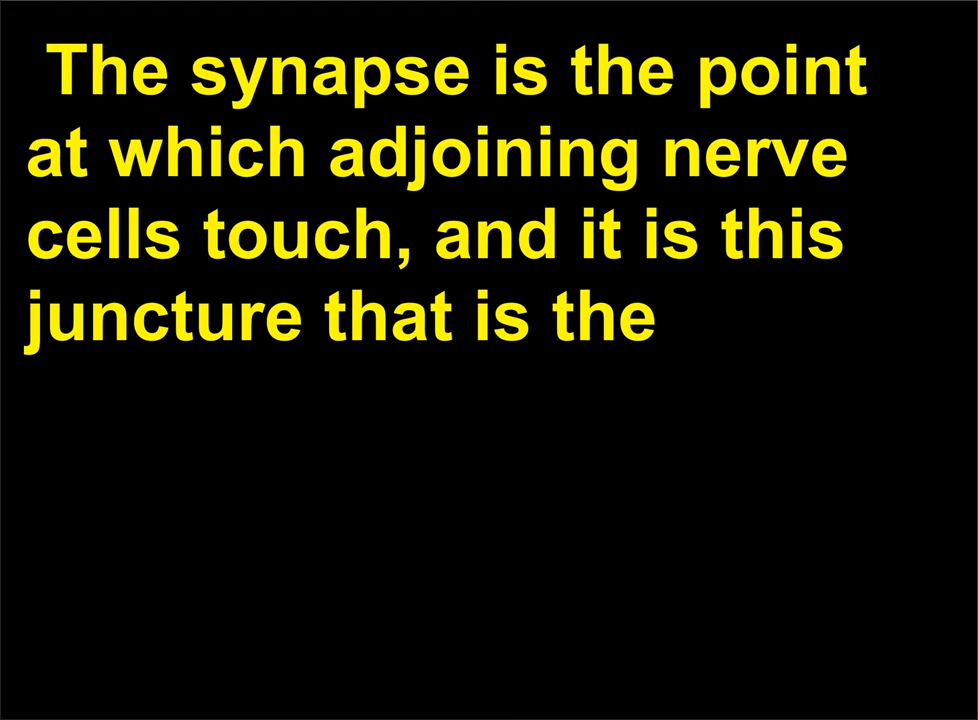 The synapse is the point
at which adjoining nerve
cells touch, and it is this
juncture that is the